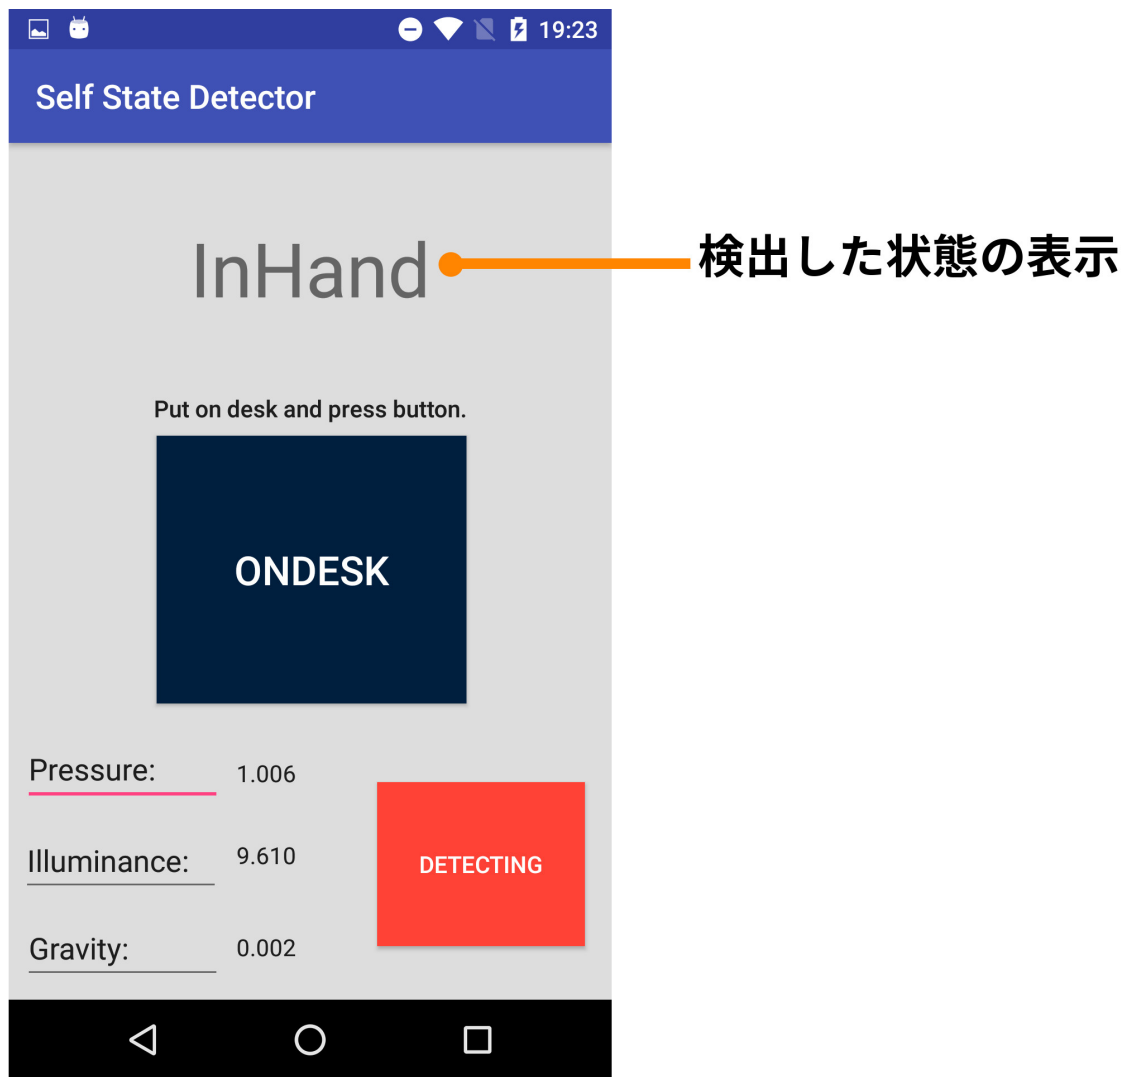 19:23
Self State Detector
InHand
検出した状態の表示
Put on desk and press button.
ONDESK
Pressure: 1.006
Illuminance: 9.610
DETECTING
Gravity: 0.002